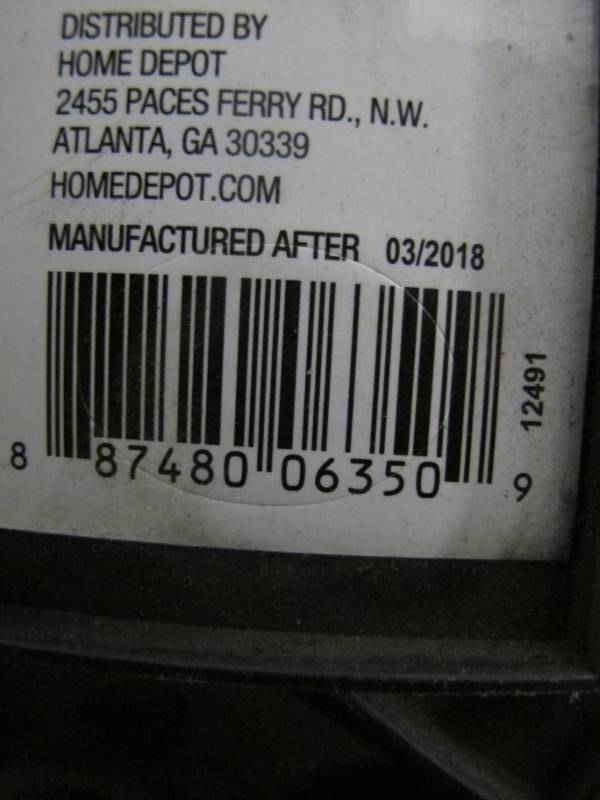 DISTRIBUTED BY
HOME DEPOT
2455 PACES FERRY RD., N.W.
ATLANTA, GA 30339
HOMEDEPOT.COM
MANUFACTURED AFTER 03/2018
12491
8 87480 06350 9